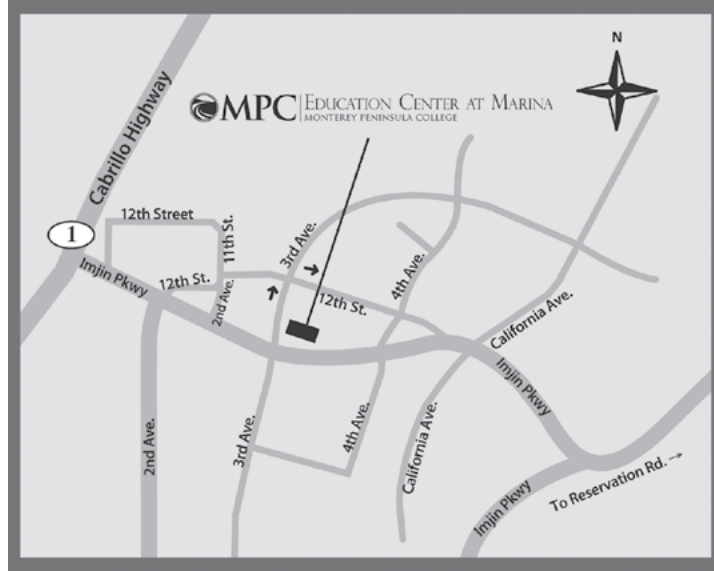 N
MPC EDUCATION CENTER AT MARINA
MONTEREY PENINSULA COLLEGE
Cabrillo Highway
1
12th Street
11th St.
3rd Ave.
4th Ave.
Imjin Pkwy
12th St.
2nd Ave.
12th St.
California Ave.
Imjin Pkwy
2nd Ave.
3rd Ave.
4th Ave.
California Ave.
To Reservation Rd. →
Imjin Pkwy